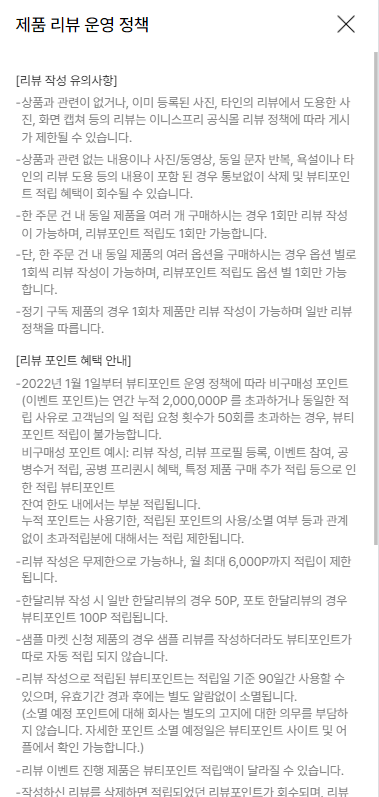 제품 리뷰 운영 정책
[리뷰 작성 유의사항]
-상품과 관련이 없거나, 이미 등록된 사진, 타인의 리뷰에서 도용한 사
진, 화면 캡쳐 등의 리뷰는 이니스프리 공식몰 리뷰 정책에 따라 게시
가 제한될 수 있습니다.
-상품과 관련 없는 내용이나 사진/동영상, 동일 문자 반복, 욕설이나 타
인의 리뷰 도용 등의 내용이 포함 된 경우 통보없이 삭제 및 뷰티포인
트 적립 혜택이 회수될 수 있습니다.
-한 주문 건 내 동일 제품을 여러 개 구매하시는 경우 1회만 리뷰 작성
이 가능하며, 리뷰포인트 적립도 1회만 가능합니다.
-단, 한 주문 건 내 동일 제품의 여러 옵션을 구매하시는 경우 옵션 별로
1회씩 리뷰 작성이 가능하며, 리뷰포인트 적립도 옵션 별 1회만 가능
합니다.
-정기 구독 제품의 경우 1회차 제품만 리뷰 작성이 가능하며 일반 리뷰
정책을 따릅니다.
[리뷰 포인트 혜택 안내]
-2022년 1월 1일부터 뷰티포인트 운영 정책에 따라 비구매성 포인트
(이벤트 포인트)는 연간 누적 2,000,000P 를 초과하거나 동일한 적
립 사유로 고객님의 일 적립 요청 횟수가 50회를 초과하는 경우, 뷰티
포인트 적립이 불가능합니다.
비구매성 포인트 예시: 리뷰 작성, 리뷰 프로필 등록, 이벤트 참여, 공
병수거 적립, 공병 프리퀀시 혜택, 특정 제품 구매 추가 적립 등으로 인
한 적립 뷰티포인트
잔여 한도 내에서는 부분 적립됩니다.
누적 포인트는 사용기한, 적립된 포인트의 사용/소멸 여부 등과 관계
없이 초과적립분에 대해서는 적립 제한됩니다.
-리뷰 작성은 무제한으로 가능하나, 월 최대 6,000P까지 적립이 제한
됩니다.
-한달리뷰 작성 시 일반 한달리뷰의 경우 50P, 포토 한달리뷰의 경우
뷰티포인트 100P 적립됩니다.
-샘플 마켓 신청 제품의 경우 샘플 리뷰를 작성하더라도 뷰티포인트가
따로 자동 적립 되지 않습니다.
-리뷰 작성으로 적립된 뷰티포인트는 적립일 기준 90일간 사용할 수
있으며, 유효기간 경과 후에는 별도 알람없이 소멸됩니다.
(소멸 예정 포인트에 대해 회사는 별도의 고지에 대한 의무를 부담하
지 않습니다. 자세한 포인트 소멸 예정일은 뷰티포인트 사이트 및 어
플에서 확인 가능합니다.)
-리뷰 이벤트 진행 제품은 뷰티포인트 적립액이 달라질 수 있습니다.
-작성하신 리뷰를 삭제하면 적립되었던 리뷰포인트가 회수되며, 리뷰